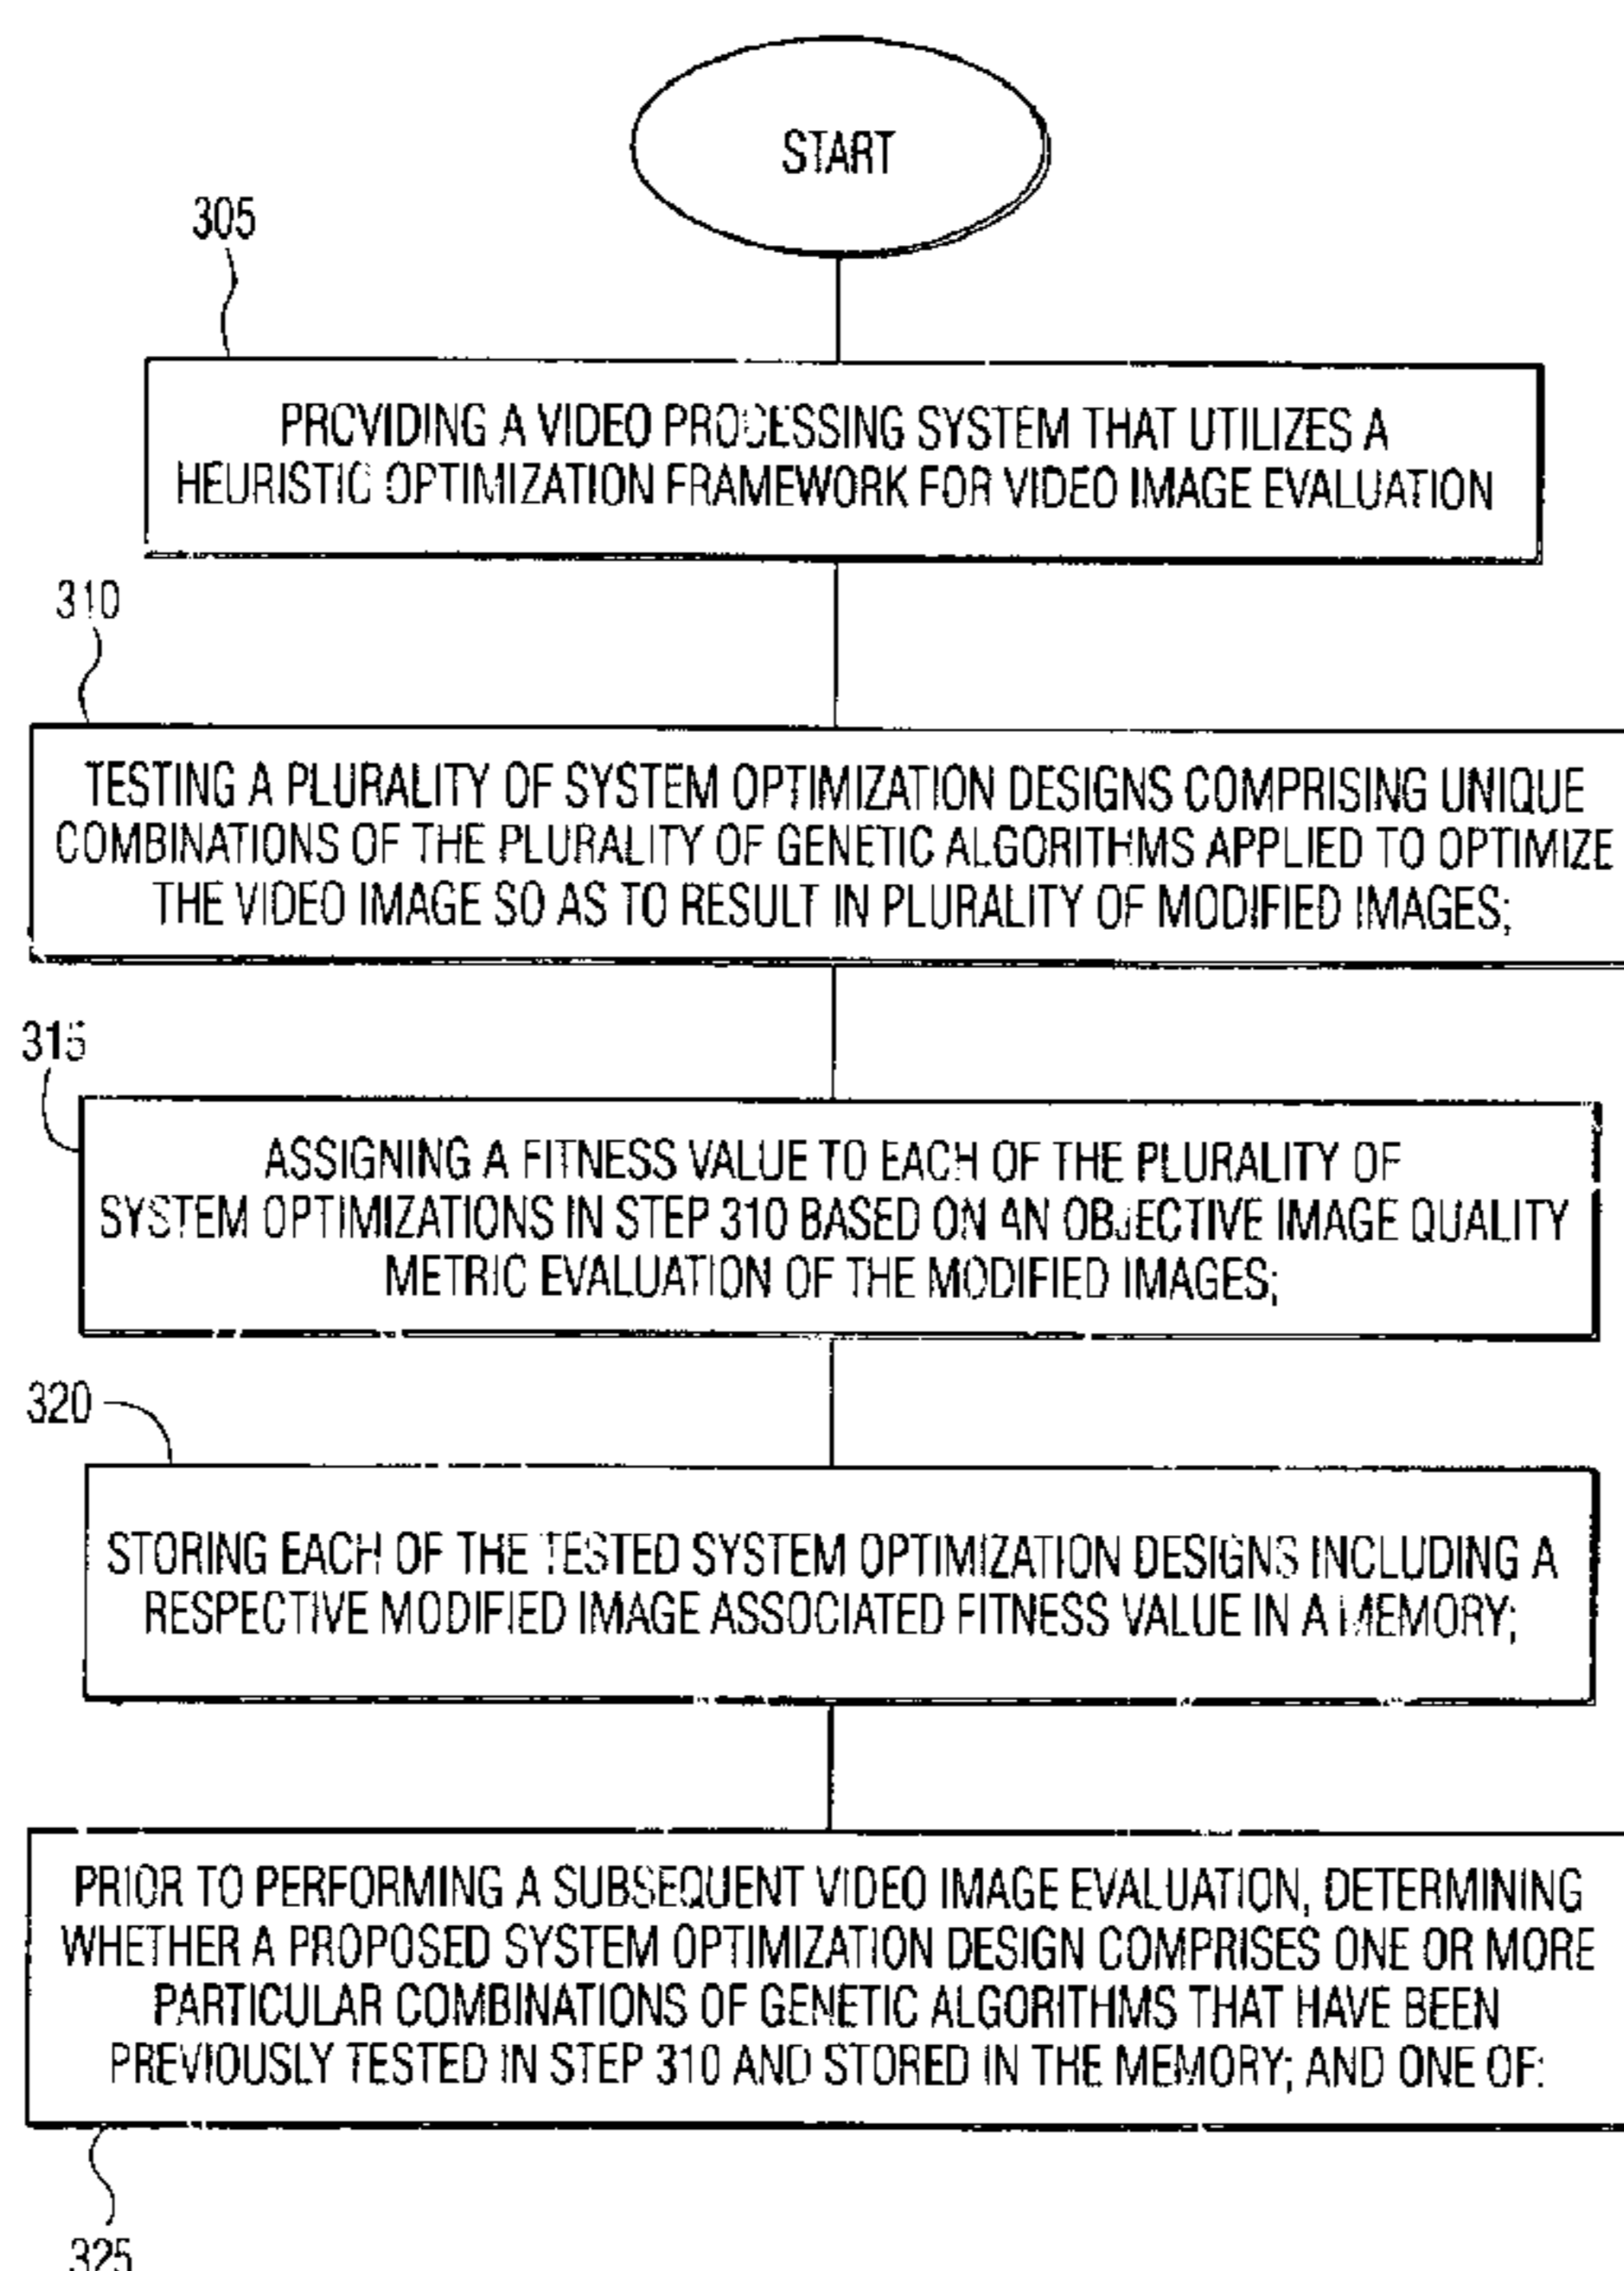 START
305
PROVIDING A VIDEO PROCESSING SYSTEM THAT UTILIZES A
HEURISTIC OPTIMIZATION FRAMEWORK FOR VIDEO IMAGE EVALUATION
310
TESTING A PLURALITY OF SYSTEM OPTIMIZATION DESIGNS COMPRISING UNIQUE
COMBINATIONS OF THE PLURALITY OF GENETIC ALGORITHMS APPLIED TO OPTIMIZE
THE VIDEO IMAGE SO AS TO RESULT IN PLURALITY OF MODIFIED IMAGES;
315
ASSIGNING A FITNESS VALUE TO EACH OF THE PLURALITY OF
SYSTEM OPTIMIZATIONS IN STEP 310 BASED ON AN OBJECTIVE IMAGE QUALITY
METRIC EVALUATION OF THE MODIFIED IMAGES;
320
STORING EACH OF THE TESTED SYSTEM OPTIMIZATION DESIGNS INCLUDING A
RESPECTIVE MODIFIED IMAGE ASSOCIATED FITNESS VALUE IN A MEMORY;
PRIOR TO PERFORMING A SUBSEQUENT VIDEO IMAGE EVALUATION, DETERMINING
WHETHER A PROPOSED SYSTEM OPTIMIZATION DESIGN COMPRISES ONE OR MORE
PARTICULAR COMBINATIONS OF GENETIC ALGORITHMS THAT HAVE BEEN
PREVIOUSLY TESTED IN STEP 310 AND STORED IN THE MEMORY; AND ONE OF:
325